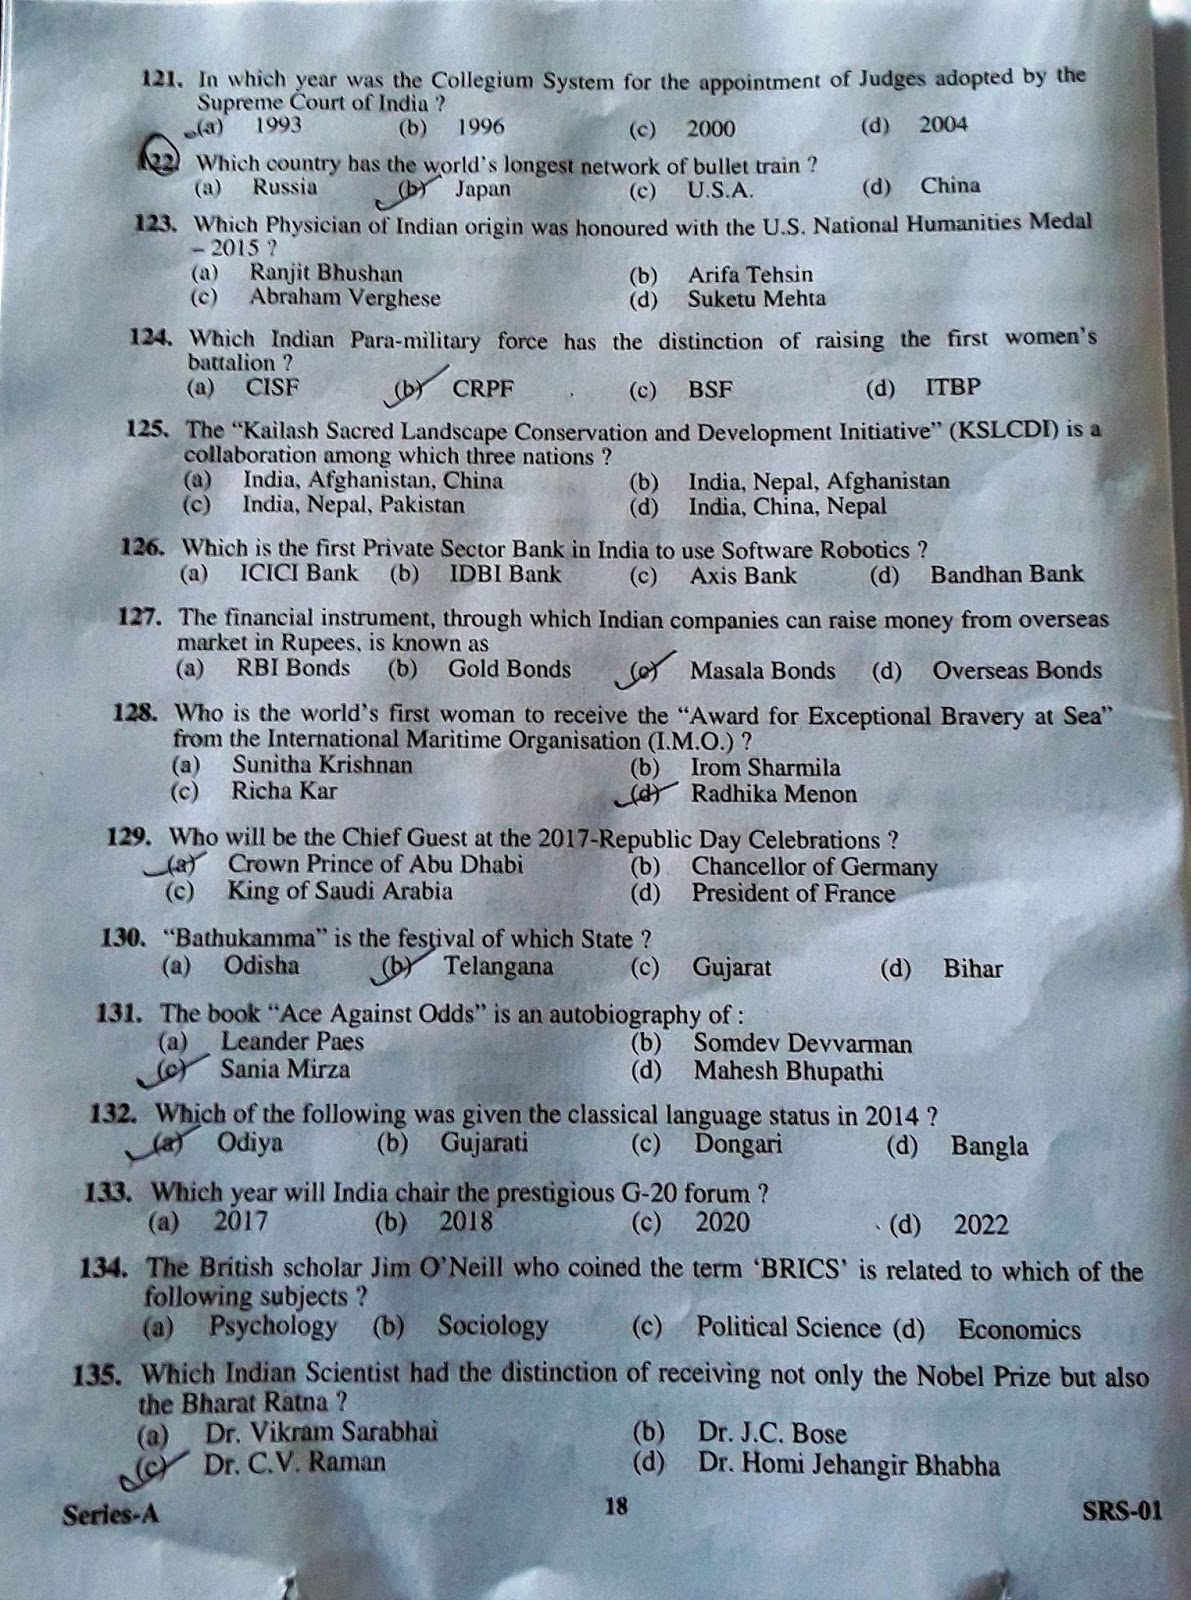 121. In which year was the Collegium System for the appointment of Judges adopted by the
Supreme Court of India ?
(a) 1993 (b) 1996 (c) 2000 (d) 2004
122. Which country has the world's longest network of bullet train ?
(a) Russia (b) Japan (c) U.S.A. (d) China
123. Which Physician of Indian origin was honoured with the U.S. National Humanities Medal
– 2015 ?
(a) Ranjit Bhushan (b) Arifa Tehsin
(c) Abraham Verghese (d) Suketu Mehta
124. Which Indian Para-military force has the distinction of raising the first women's
battalion ?
(a) CISF (b) CRPF (c) BSF (d) ITBP
125. The “Kailash Sacred Landscape Conservation and Development Initiative” (KSLCDI) is a
collaboration among which three nations ?
(a) India, Afghanistan, China (b) India, Nepal, Afghanistan
(c) India, Nepal, Pakistan (d) India, China, Nepal
126. Which is the first Private Sector Bank in India to use Software Robotics ?
(a) ICICI Bank (b) IDBI Bank (c) Axis Bank (d) Bandhan Bank
127. The financial instrument, through which Indian companies can raise money from overseas
market in Rupees, is known as
(a) RBI Bonds (b) Gold Bonds (c) Masala Bonds (d) Overseas Bonds
128. Who is the world's first woman to receive the “Award for Exceptional Bravery at Sea”
from the International Maritime Organisation (I.M.O.) ?
(a) Sunitha Krishnan (b) Irom Sharmila
(c) Richa Kar (d) Radhika Menon
129. Who will be the Chief Guest at the 2017-Republic Day Celebrations ?
(a) Crown Prince of Abu Dhabi (b) Chancellor of Germany
(c) King of Saudi Arabia (d) President of France
130. “Bathukamma” is the festival of which State ?
(a) Odisha (b) Telangana (c) Gujarat (d) Bihar
131. The book “Ace Against Odds” is an autobiography of :
(a) Leander Paes (b) Somdev Devvarman
(c) Sania Mirza (d) Mahesh Bhupathi
132. Which of the following was given the classical language status in 2014 ?
(a) Odiya (b) Gujarati (c) Dongari (d) Bangla
133. Which year will India chair the prestigious G-20 forum ?
(a) 2017 (b) 2018 (c) 2020 (d) 2022
134. The British scholar Jim O'Neill who coined the term ‘BRICS’ is related to which of the
following subjects ?
(a) Psychology (b) Sociology (c) Political Science (d) Economics
135. Which Indian Scientist had the distinction of receiving not only the Nobel Prize but also
the Bharat Ratna ?
(a) Dr. Vikram Sarabhai (b) Dr. J.C. Bose
(c) Dr. C.V. Raman (d) Dr. Homi Jehangir Bhabha
Series-A 18 SRS-01